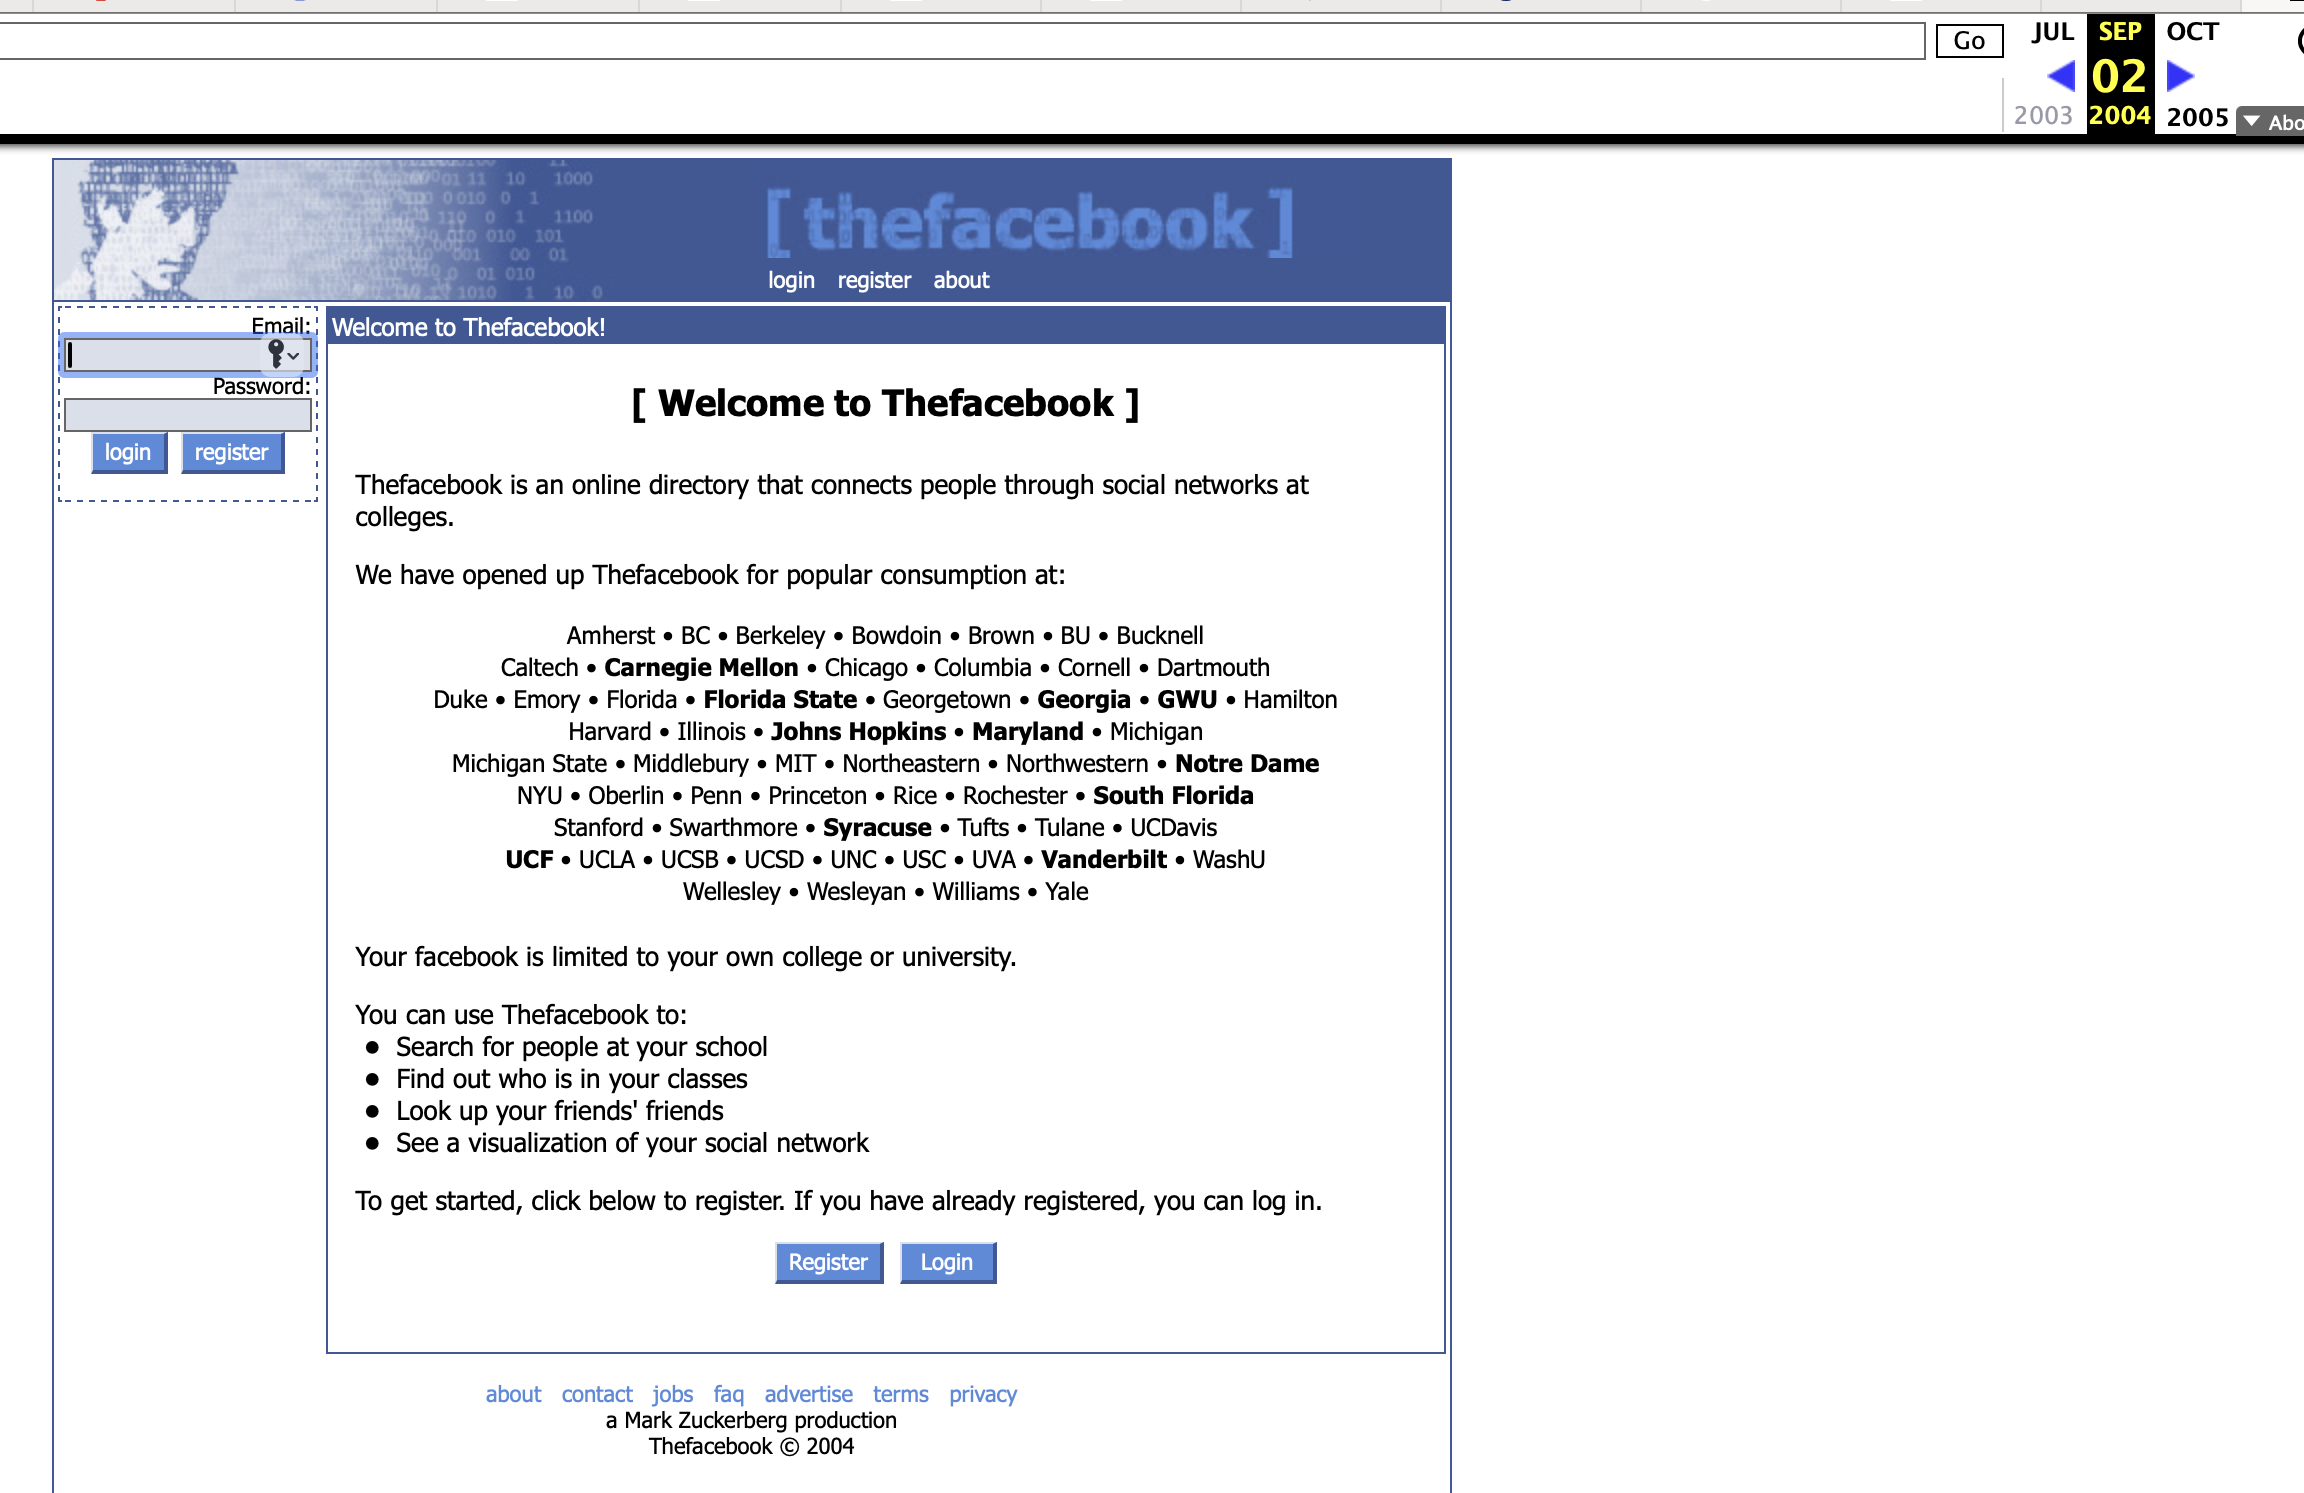 Go
JUL SEP OCT
02
2003 2004 2005
Abo
[thefacebook]
login register about
Email:
Password:
login register
Welcome to Thefacebook!
[ Welcome to Thefacebook ]
Thefacebook is an online directory that connects people through social networks at
colleges.
We have opened up Thefacebook for popular consumption at:
Amherst • BC • Berkeley • Bowdoin • Brown • BU • Bucknell
Caltech • Carnegie Mellon • Chicago • Columbia • Cornell • Dartmouth
Duke • Emory • Florida • Florida State • Georgetown • Georgia • GWU • Hamilton
Harvard • Illinois • Johns Hopkins • Maryland • Michigan
Michigan State • Middlebury • MIT • Northeastern • Northwestern • Notre Dame
NYU • Oberlin • Penn • Princeton • Rice • Rochester • South Florida
Stanford • Swarthmore • Syracuse • Tufts • Tulane • UCDavis
UCF • UCLA • UCSB • UCSD • UNC • USC • UVA • Vanderbilt • WashU
Wellesley • Wesleyan • Williams • Yale
Your facebook is limited to your own college or university.
You can use Thefacebook to:
• Search for people at your school
• Find out who is in your classes
• Look up your friends' friends
• See a visualization of your social network
To get started, click below to register. If you have already registered, you can log in.
Register Login
about contact jobs faq advertise terms privacy
a Mark Zuckerberg production
Thefacebook © 2004